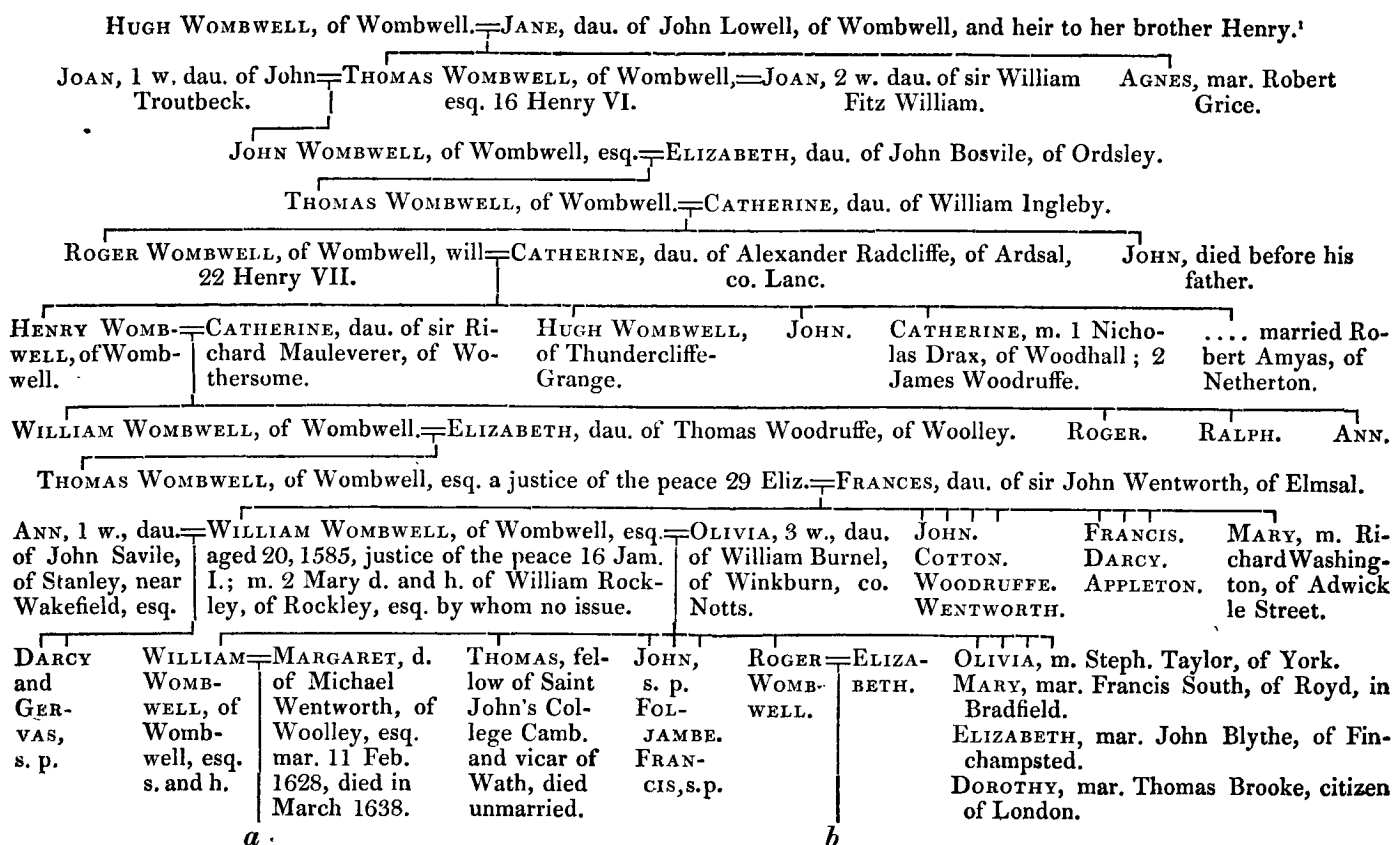 HUGH WOMBWELL, of Wombwell.=JANE, dau. of John Lowell, of Wombwell, and heir to her brother Henry.¹
JOAN, 1 w. dau. of John=THOMAS WOMBWELL, of Wombwell,=JOAN, 2 w. dau. of sir William
Troutbeck.
esq. 16 Henry VI.
Fitz William.
AGNES, mar. Robert
Grice.
JOHN WOMBWELL, of Wombwell, esq.=ELIZABETH, dau. of John Bosvile, of Ordsley.
THOMAS WOMBWELL, of Wombwell.=CATHERINE, dau. of William Ingleby.
ROGER WOMBWELL, of Wombwell, will=CATHERINE, dau. of Alexander Radcliffe, of Ardsal,
22 Henry VII.
co. Lanc.
JOHN, died before his
father.
HENRY WOMB-
WELL, of Womb-
well.
=CATHERINE, dau. of sir Ri-
chard Mauleverer, of Wo-
thersome.
HUGH WOMBWELL,
of Thundercliffe-
Grange.
JOHN.
CATHERINE, m. 1 Nicho-
las Drax, of Woodhall; 2
James Woodruffe.
.... married Ro-
bert Amyas, of
Netherton.
WILLIAM WOMBWELL, of Wombwell.=ELIZABETH, dau. of Thomas Woodruffe, of Woolley.
ROGER.
RALPH.
ANN.
THOMAS WOMBWELL, of Wombwell, esq. a justice of the peace 29 Eliz.=FRANCES, dau. of sir John Wentworth, of Elmsal.
ANN, 1 w., dau.
of John Savile,
of Stanley, near
Wakefield, esq.
=WILLIAM WOMBWELL, of Wombwell, esq.
aged 20, 1585, justice of the peace 16 Jam.
I.; m. 2 Mary d. and h. of William Rock-
ley, of Rockley, esq. by whom no issue.
=OLIVIA, 3 w., dau.
of William Burnel,
of Winkburn, co.
Notts.
JOHN.
COTTON.
WOODRUFFE.
WENTWORTH.
FRANCIS.
DARCY.
APPLETON.
MARY, m. Ri-
chard Washing-
ton, of Adwick
le Street.
DARCY
and
GER-
VAS,
s. p.
WILLIAM
WOMB-
WELL, of
Womb-
well, esq.
s. and h.
=MARGARET, d.
of Michael
Wentworth, of
Woolley, esq.
mar. 11 Feb.
1628, died in
March 1638.
THOMAS, fel-
low of Saint
John's Col-
lege Camb.
and vicar of
Wath, died
unmarried.
JOHN,
s. p.
FOL-
JAMBE.
FRAN-
CIS, s.p.
ROGER
WOMB-
WELL.
=ELIZA-
BETH.
OLIVIA, m. Steph. Taylor, of York.
MARY, mar. Francis South, of Royd, in
Bradfield.
ELIZABETH, mar. John Blythe, of Fin-
champsted.
DOROTHY, mar. Thomas Brooke, citizen
of London.
a
b